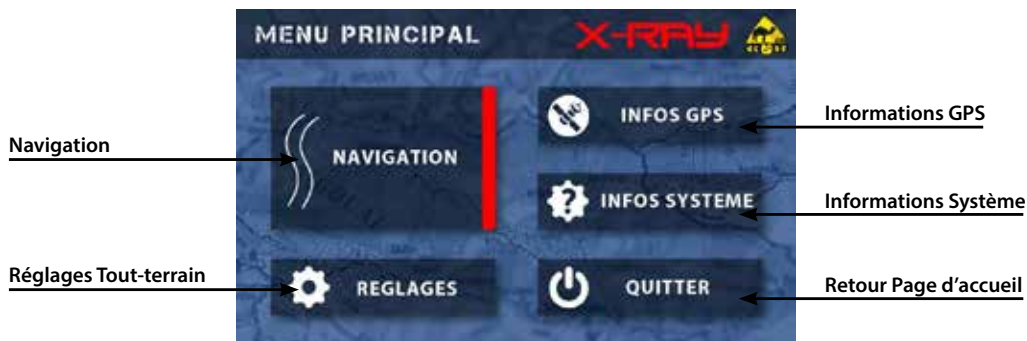 MENU PRINCIPAL
X-RAY
GLOBE
Navigation
NAVIGATION
INFOS GPS
Informations GPS
INFOS SYSTEME
Informations Système
Réglages Tout-terrain
REGLAGES
QUITTER
Retour Page d’accueil